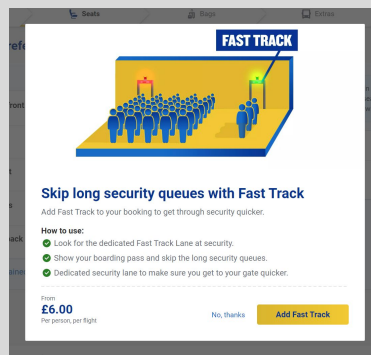 Seats
Bags
Extras
FAST TRACK
Skip long security queues with Fast Track
Add Fast Track to your booking to get through security quicker.
How to use:
Look for the dedicated Fast Track Lane at security.
Show your boarding pass and skip the long security queues.
Dedicated security lane to make sure you get to your gate quicker.
From
£6.00
Per person, per flight
No, thanks
Add Fast Track